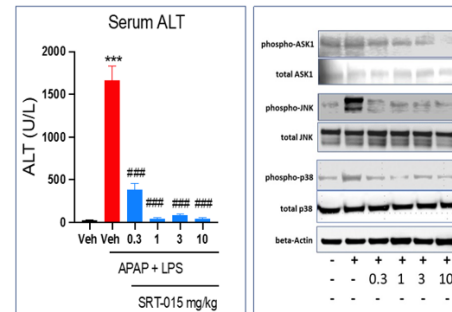 Serum ALT
ALT (U/L)
2000
1500
1000
500
0
***
###
###
###
###
Veh Veh 0.3 1 3 10
APAP + LPS
SRT-015 mg/kg
phospho-ASK1
total ASK1
phospho-JNK
total JNK
phospho-p38
total p38
beta-Actin
- + + + + +
- - 0.3 1 3 10
- - - - - -